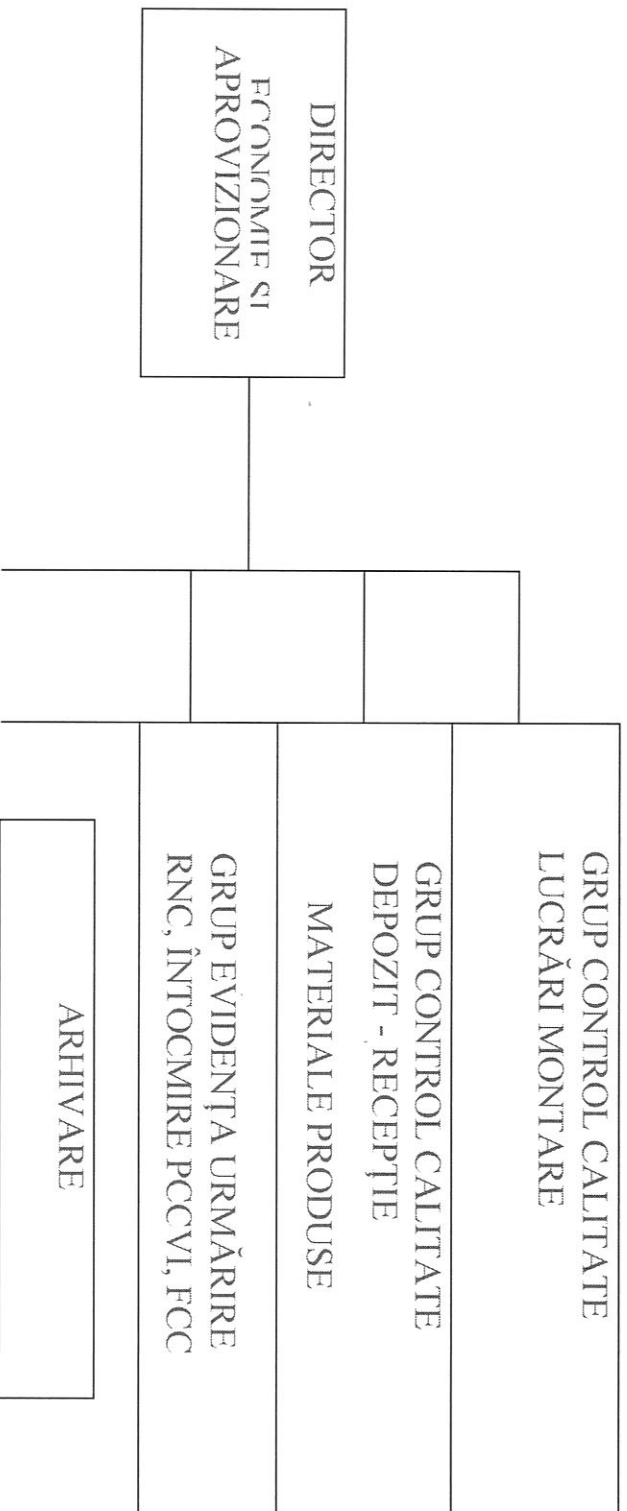 DIRECTOR
ECONOMIE ȘI
APROVIZIONARE
GRUP CONTROL CALITATE
LUCRĂRI MONTARE
GRUP CONTROL CALITATE
DEPOZIT - RECEPȚIE
MATERIALE PRODUSE
GRUP EVIDENȚA URMĂRIRE
RNC, ÎNTOCMIRE PCCVI, FCC
ARHIVARE